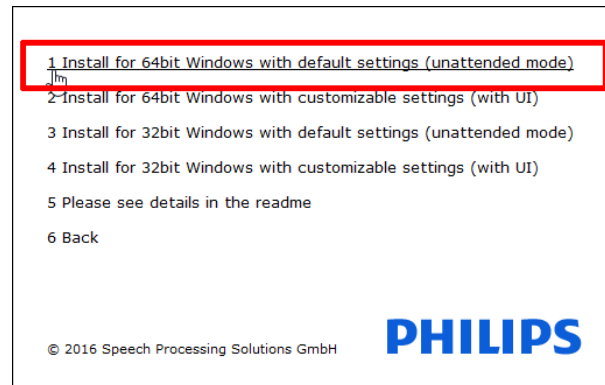 1 Install for 64bit Windows with default settings (unattended mode)
2 Install for 64bit Windows with customizable settings (with UI)
3 Install for 32bit Windows with default settings (unattended mode)
4 Install for 32bit Windows with customizable settings (with UI)
5 Please see details in the readme
6 Back
© 2016 Speech Processing Solutions GmbH
PHILIPS